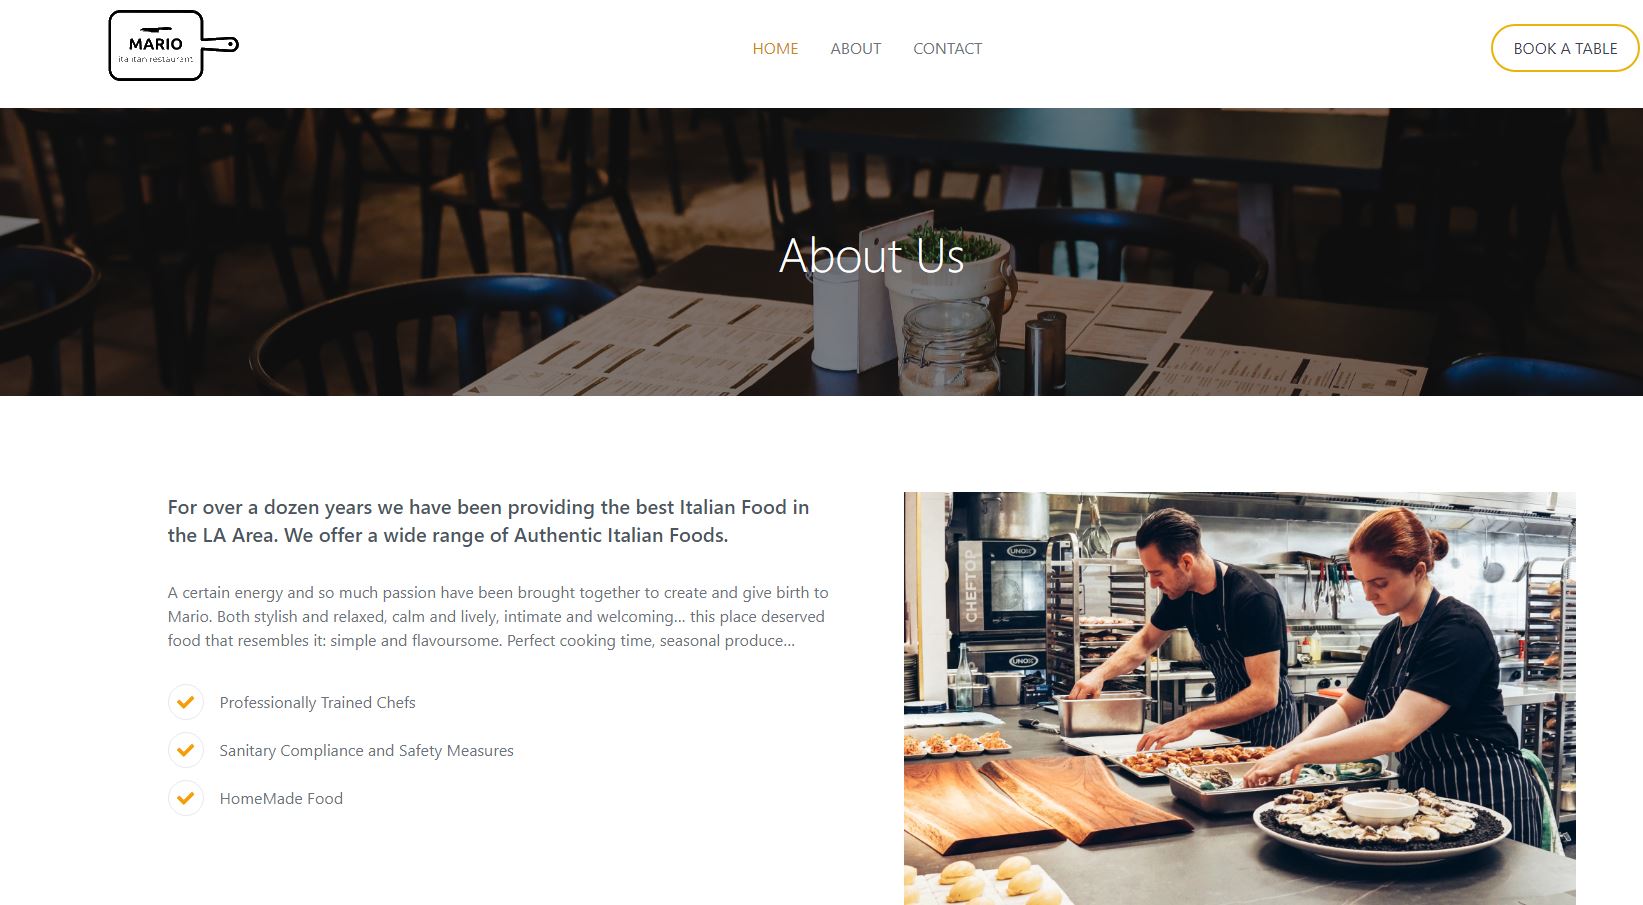 MARIO
italian restaurant
HOME
ABOUT
CONTACT
BOOK A TABLE
About Us
For over a dozen years we have been providing the best Italian Food in
the LA Area. We offer a wide range of Authentic Italian Foods.
A certain energy and so much passion have been brought together to create and give birth to
Mario. Both stylish and relaxed, calm and lively, intimate and welcoming... this place deserved
food that resembles it: simple and flavoursome. Perfect cooking time, seasonal produce...
Professionally Trained Chefs
Sanitary Compliance and Safety Measures
HomeMade Food
CHEFTOP
UNOX
UNOX